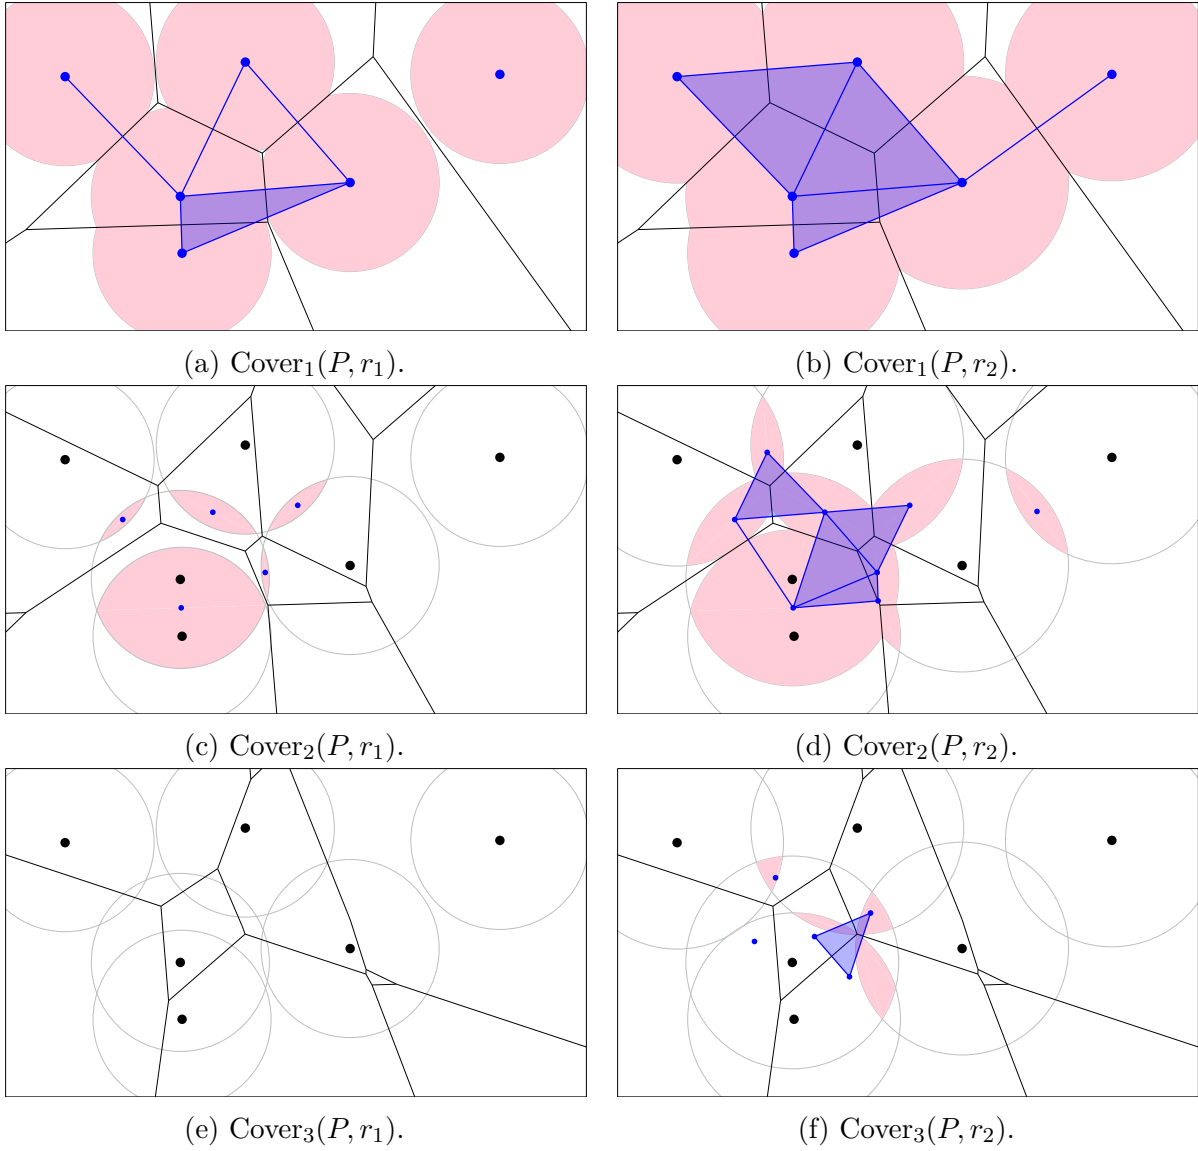 (a) Cover₁(P, r₁).
(b) Cover₁(P, r₂).
(c) Cover₂(P, r₁).
(d) Cover₂(P, r₂).
(e) Cover₃(P, r₁).
(f) Cover₃(P, r₂).